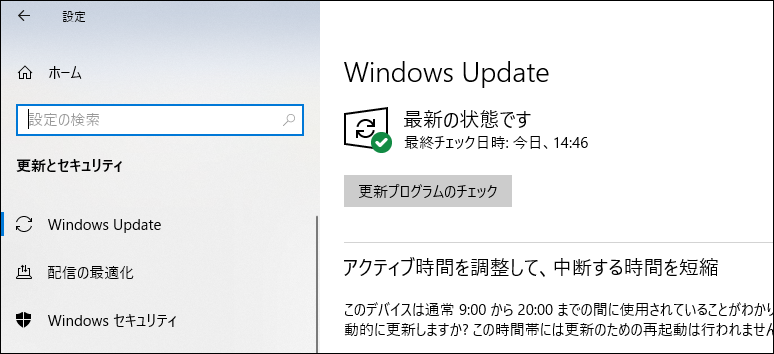 設定
ホーム
設定の検索
更新とセキュリティ
Windows Update
配信の最適化
Windows セキュリティ
Windows Update
最新の状態です
最終チェック日時: 今日、14:46
更新プログラムのチェック
アクティブ時間を調整して、中断する時間を短縮
このデバイスは通常 9:00 から 20:00 までの間に使用されていることがわかり
動的に更新しますか? この時間帯には更新のための再起動は行われません